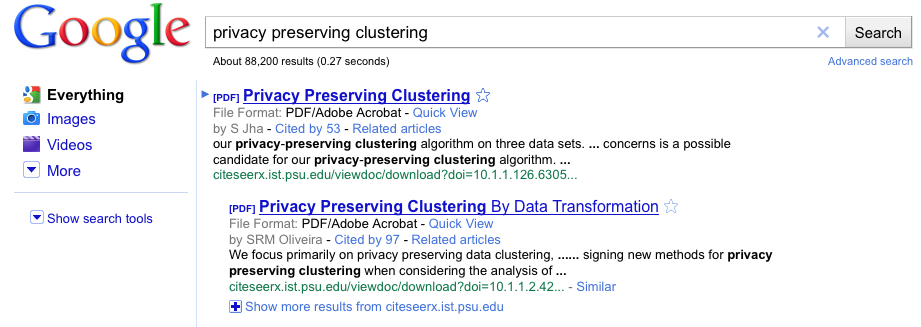 Google
privacy preserving clustering
Search
About 88,200 results (0.27 seconds)
Advanced search
Everything
Images
Videos
More
Show search tools
[PDF] Privacy Preserving Clustering
File Format: PDF/Adobe Acrobat - Quick View
by S Jha - Cited by 53 - Related articles
our privacy-preserving clustering algorithm on three data sets. ... concerns is a possible
candidate for our privacy-preserving clustering algorithm. ...
citeseerx.ist.psu.edu/viewdoc/download?doi=10.1.1.126.6305...
[PDF] Privacy Preserving Clustering By Data Transformation
File Format: PDF/Adobe Acrobat - Quick View
by SRM Oliveira - Cited by 97 - Related articles
We focus primarily on privacy preserving data clustering, ...... signing new methods for privacy
preserving clustering when considering the analysis of ...
citeseerx.ist.psu.edu/viewdoc/download?doi=10.1.1.2.42... - Similar
Show more results from citeseerx.ist.psu.edu